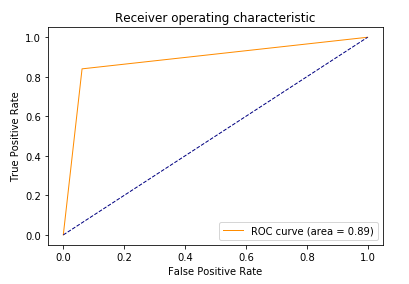 Receiver operating characteristic
True Positive Rate
1.0
0.8
0.6
0.4
0.2
0.0
ROC curve (area = 0.89)
0.0 0.2 0.4 0.6 0.8 1.0
False Positive Rate